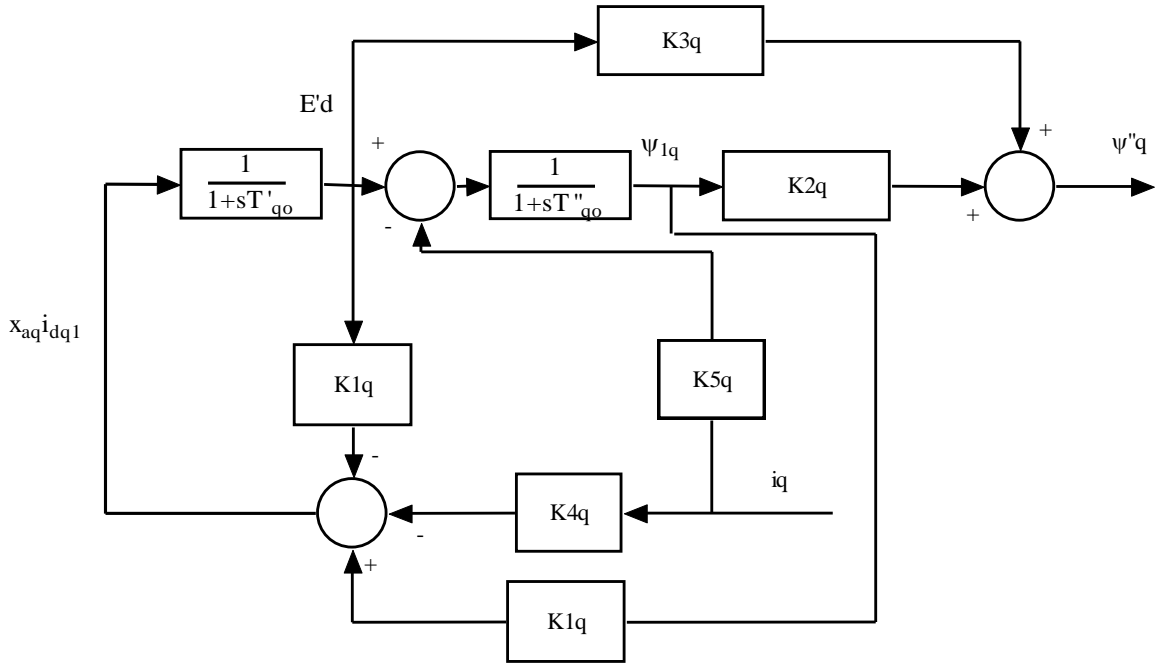 K3q
E'd
+
+
ψ1q
ψ"q
1
1+sT'qo
1
1+sT"qo
K2q
-
+
xaqidq1
K1q
K5q
-
iq
K4q
-
+
K1q